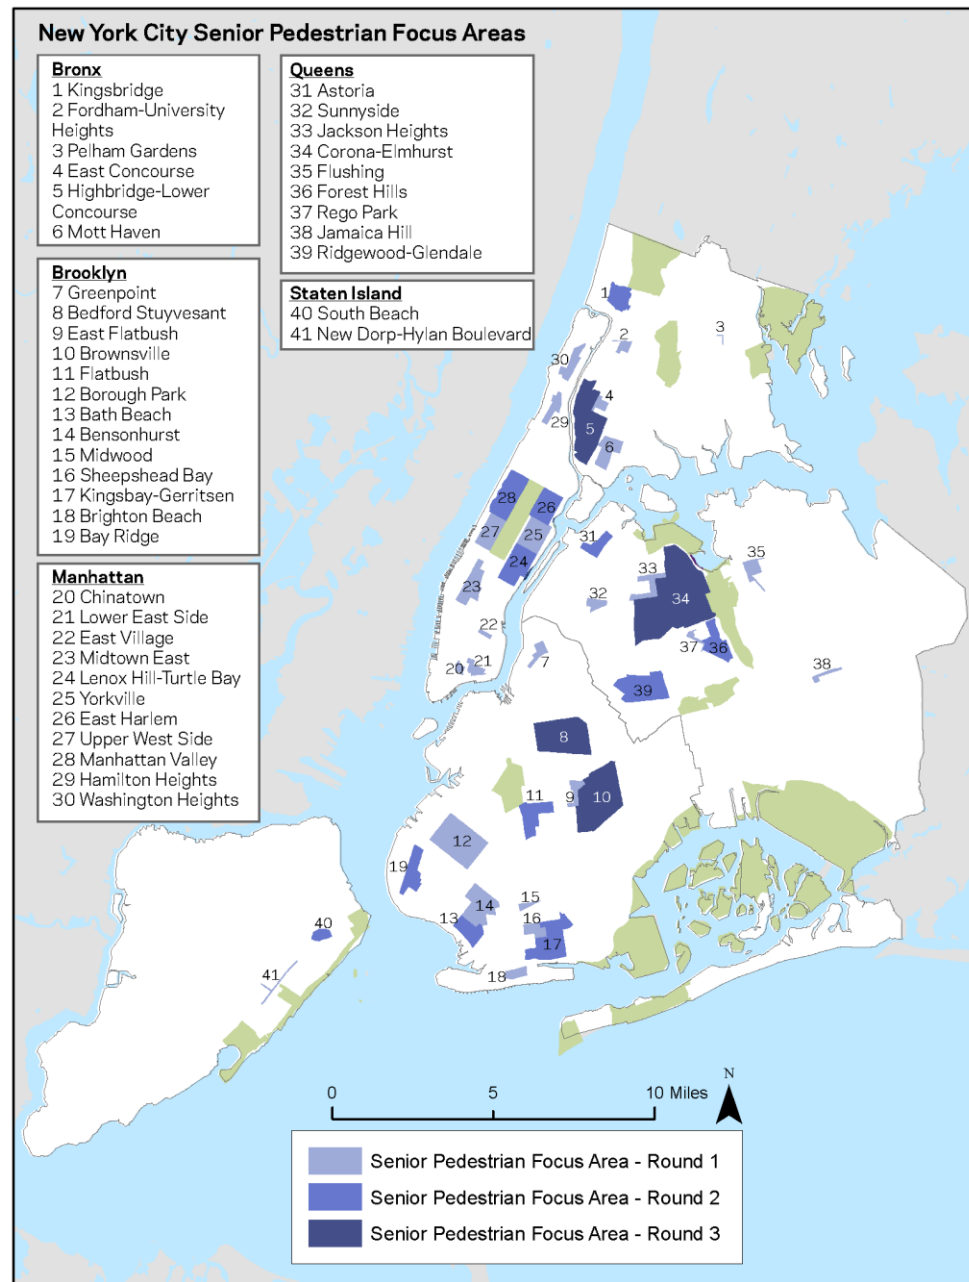 New York City Senior Pedestrian Focus Areas
Bronx
1 Kingsbridge
2 Fordham-University
Heights
3 Pelham Gardens
4 East Concourse
5 Highbridge-Lower
Concourse
6 Mott Haven
Brooklyn
7 Greenpoint
8 Bedford Stuyvesant
9 East Flatbush
10 Brownsville
11 Flatbush
12 Borough Park
13 Bath Beach
14 Bensonhurst
15 Midwood
16 Sheepshead Bay
17 Kingsbay-Gerritsen
18 Brighton Beach
19 Bay Ridge
Manhattan
20 Chinatown
21 Lower East Side
22 East Village
23 Midtown East
24 Lenox Hill-Turtle Bay
25 Yorkville
26 East Harlem
27 Upper West Side
28 Manhattan Valley
29 Hamilton Heights
30 Washington Heights
Queens
31 Astoria
32 Sunnyside
33 Jackson Heights
34 Corona-Elmhurst
35 Flushing
36 Forest Hills
37 Rego Park
38 Jamaica Hill
39 Ridgewood-Glendale
Staten Island
40 South Beach
41 New Dorp-Hylan Boulevard
1
2
3
30
4
29
5
6
28
26
27
25
31
24
35
33
23
32
34
22
37
36
7
21
20
38
39
8
11
9
10
12
19
15
14
13
16
17
40
18
41
N
0 5 10 Miles
Senior Pedestrian Focus Area - Round 1
Senior Pedestrian Focus Area - Round 2
Senior Pedestrian Focus Area - Round 3